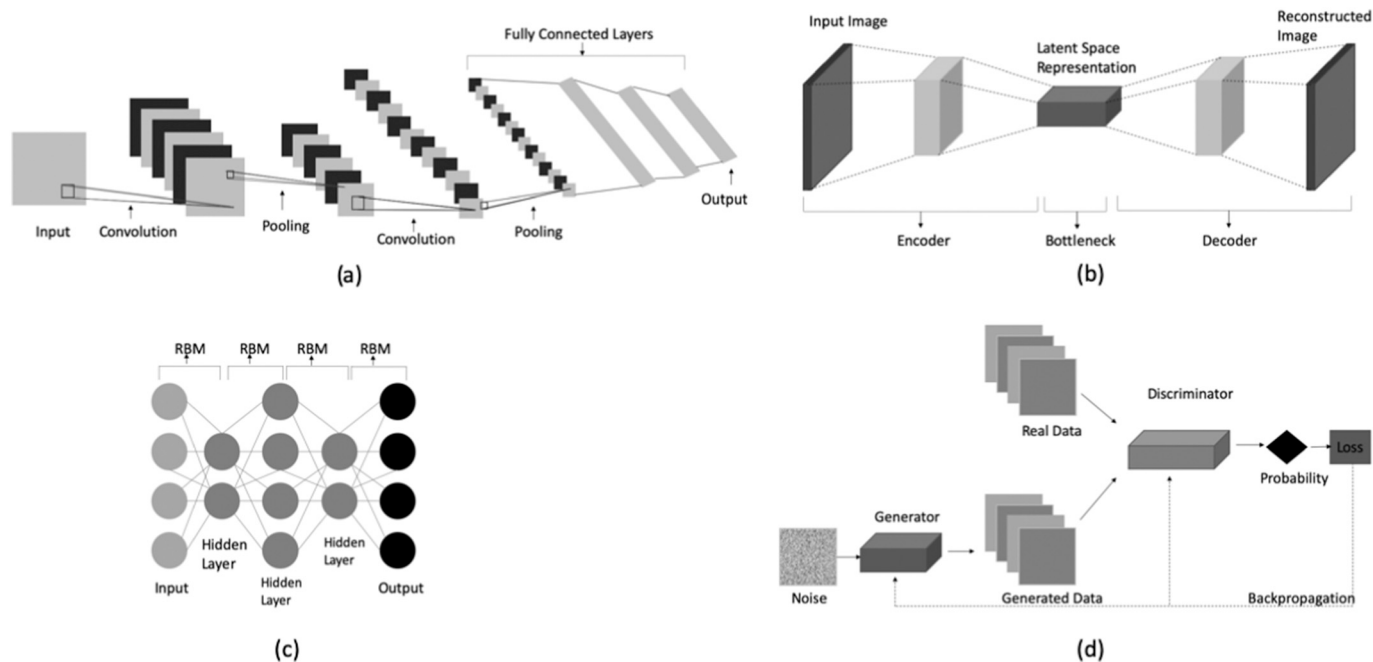 Fully Connected Layers
Input
Convolution
Pooling
Convolution
Pooling
Output
(a)
Input Image
Latent Space
Representation
Reconstructed
Image
Encoder
Bottleneck
Decoder
(b)
RBM
RBM
RBM
RBM
Hidden
Layer
Hidden
Layer
Hidden
Layer
Input
Output
(c)
Real Data
Discriminator
Loss
Probability
Generator
Noise
Generated Data
Backpropagation
(d)